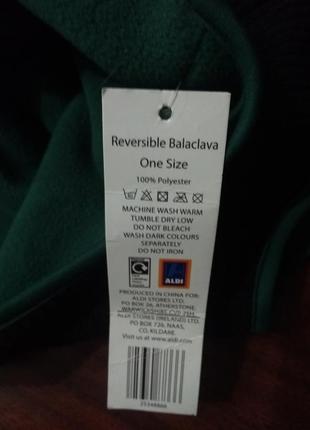 Reversible Balaclava
One Size
100% Polyester
MACHINE WASH WARM
TUMBLE DRY LOW
DO NOT BLEACH
WASH DARK COLOURS
SEPARATELY
DO NOT IRON
ALDI
PRODUCED IN CHINA FOR:
ALDI STORES LTD.
PO BOX 26, ATHERSTONE,
WARWICKSHIRE CV9 2SH.
ALDI STORES (IRELAND) LTD.
PO BOX 726, NAAS,
CO. KILDARE.
Visit us at www.aldi.com